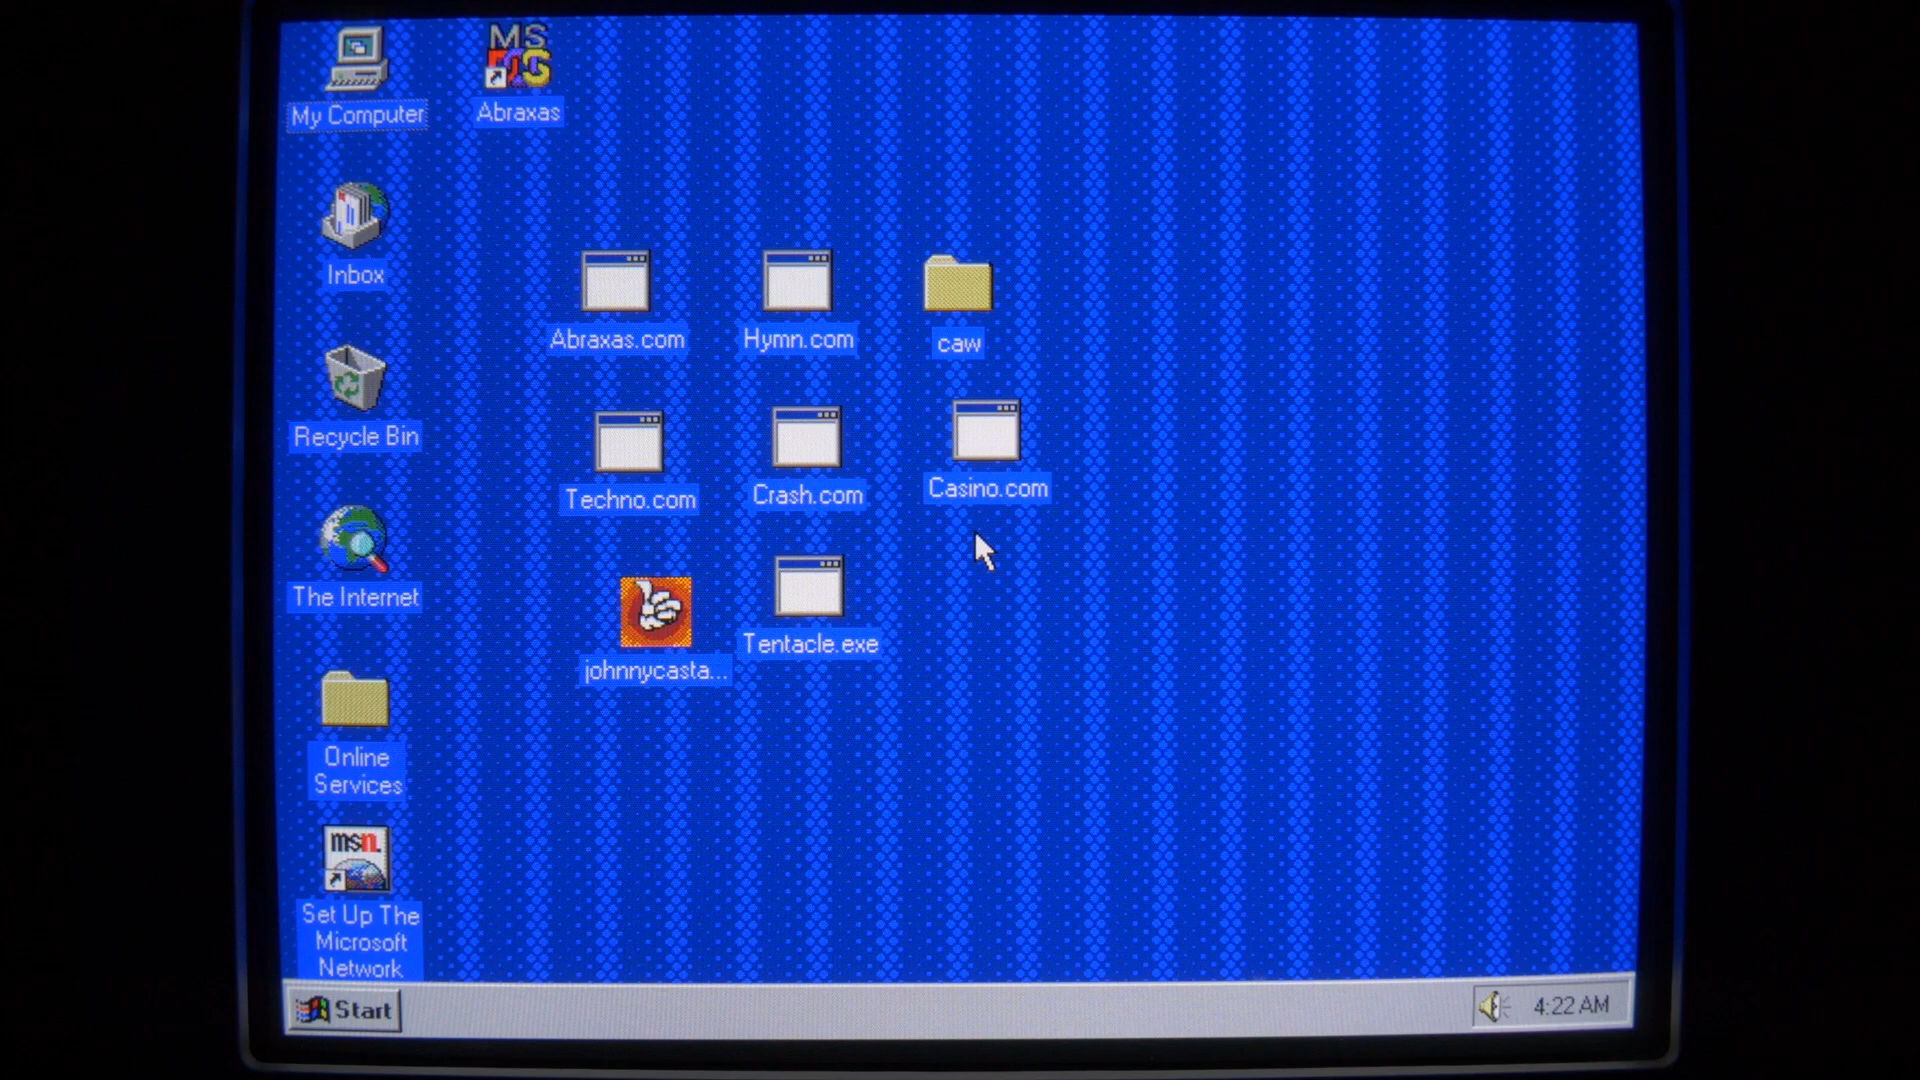 MS
DOS
My Computer
Abraxas
Inbox
Abraxas.com
Hymn.com
caw
Recycle Bin
Techno.com
Crash.com
Casino.com
The Internet
johnnycasta...
Tentacle.exe
Online
Services
msn.
Set Up The
Microsoft
Network
Start
4:22 AM